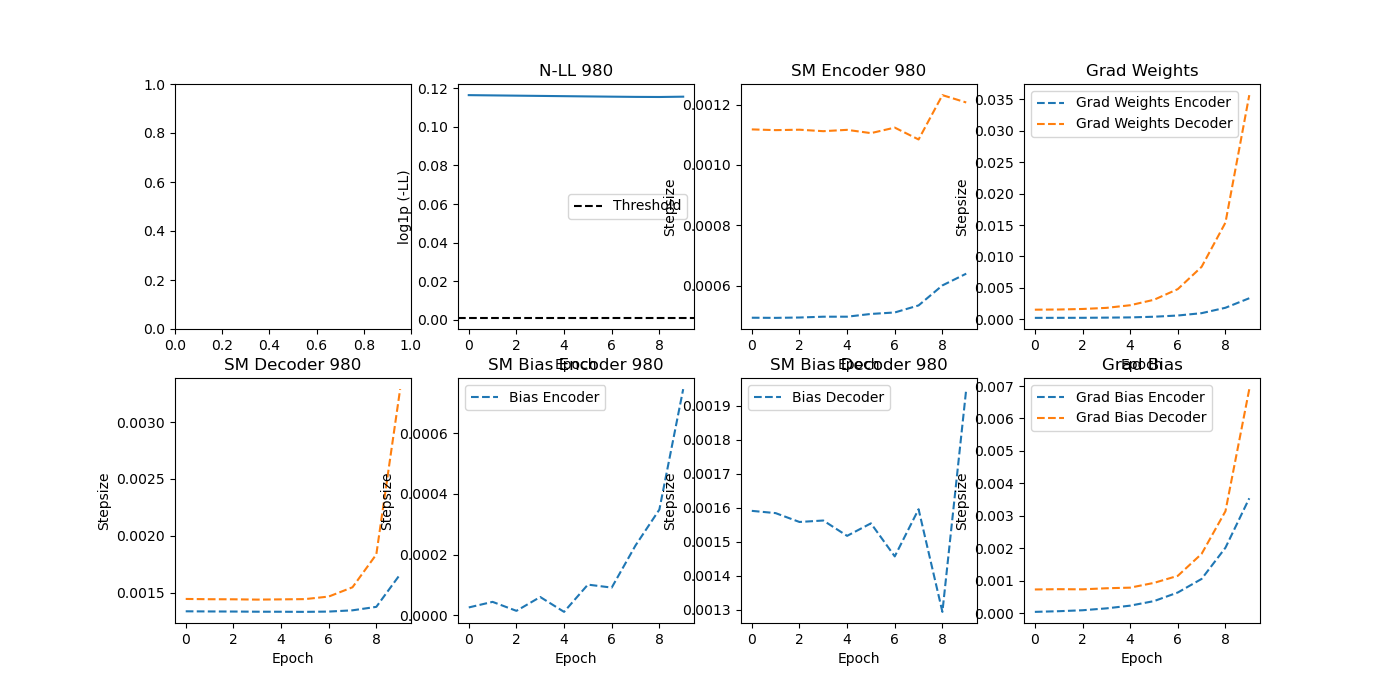 N-LL 980
SM Encoder 980
Grad Weights
1.0
0.8
0.6
0.4
0.2
0.0
0.0 0.2 0.4 0.6 0.8 1.0
log1p (-LL)
0.12
0.10
0.08
0.06
0.04
0.02
0.00
Threshold
0 2 4 6 8
Epoch
Stepsize
0.0012
0.0010
0.0008
0.0006
0 2 4 6 8
Epoch
Stepsize
0.035
0.030
0.025
0.020
0.015
0.010
0.005
0.000
Grad Weights Encoder
Grad Weights Decoder
0 2 4 6 8
Epoch
SM Decoder 980
SM Bias Encoder 980
SM Bias Decoder 980
Grad Bias
Stepsize
0.0030
0.0025
0.0020
0.0015
0 2 4 6 8
Epoch
Stepsize
0.0006
0.0004
0.0002
0.0000
Bias Encoder
0 2 4 6 8
Epoch
Stepsize
0.0019
0.0018
0.0017
0.0016
0.0015
0.0014
0.0013
Bias Decoder
0 2 4 6 8
Epoch
Stepsize
0.007
0.006
0.005
0.004
0.003
0.002
0.001
0.000
Grad Bias Encoder
Grad Bias Decoder
0 2 4 6 8
Epoch